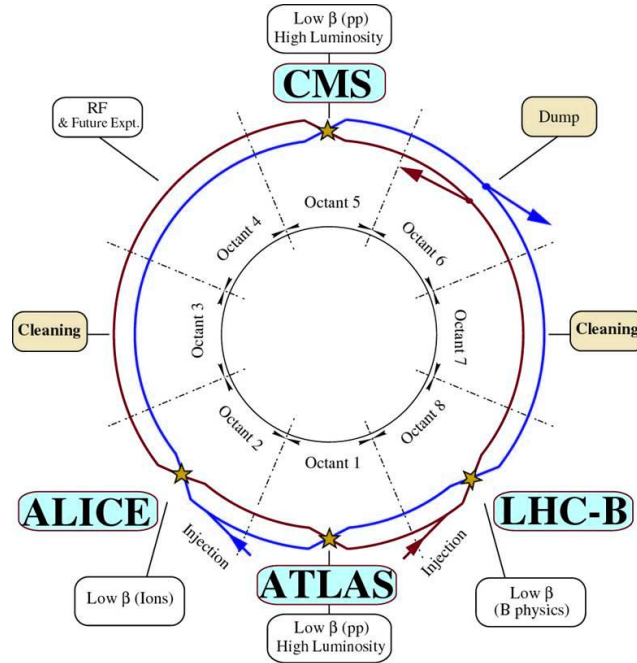 Low β (pp)
High Luminosity
CMS
RF
& Future Expt.
Dump
Octant 5
Octant 4
Octant 6
Cleaning
Octant 3
Octant 7
Cleaning
Octant 2
Octant 8
Octant 1
ALICE
LHC-B
Injection
Injection
ATLAS
Low β (Ions)
Low β
(B physics)
Low β (pp)
High Luminosity